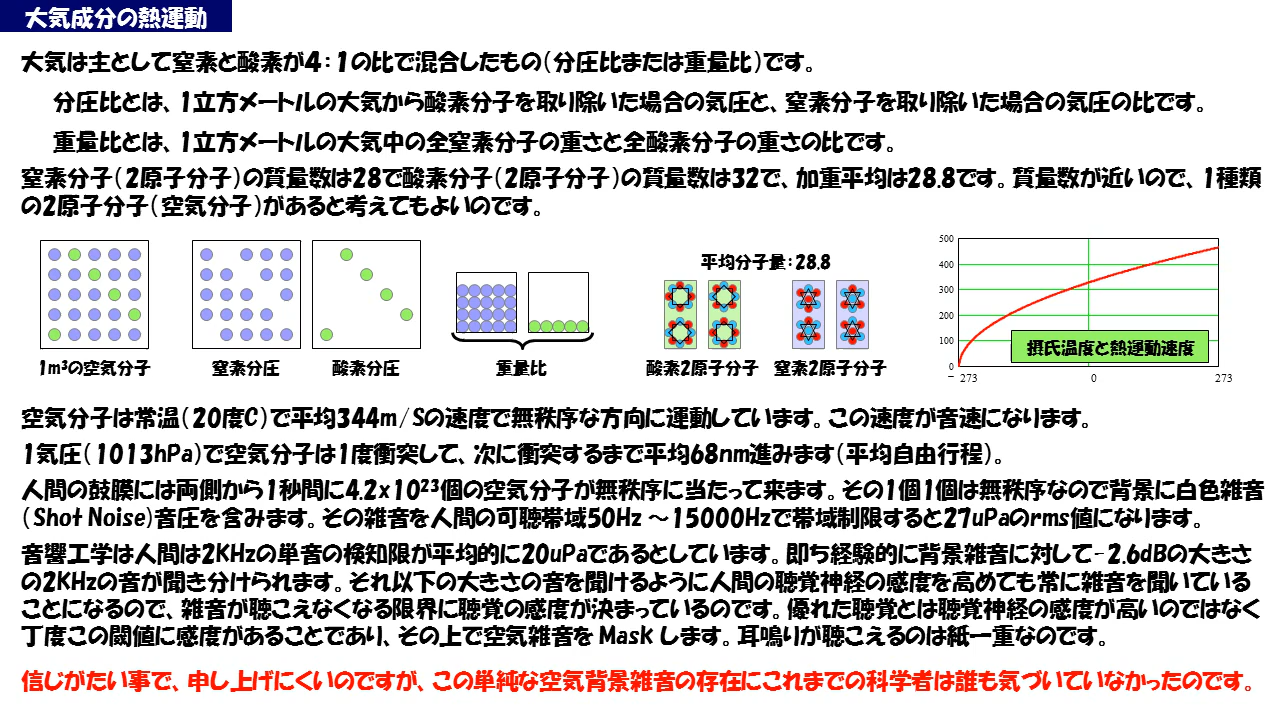 大気成分の熱運動
大気は主として窒素と酸素が4：1の比で混合したもの（分圧比または重量比）です。
分圧比とは、1立方メートルの大気から酸素分子を取り除いた場合の気圧と、窒素分子を取り除いた場合の気圧の比です。
重量比とは、1立方メートルの大気中の全窒素分子の重さと全酸素分子の重さの比です。
窒素分子（2原子分子）の質量数は28で酸素分子（2原子分子）の質量数は32で、加重平均は28.8です。質量数が近いので、1種類
の2原子分子（空気分子）があると考えてもよいのです。
1m³の空気分子
窒素分圧
酸素分圧
重量比
平均分子量：28.8
酸素2原子分子
窒素2原子分子
500
400
300
200
100
0
－273
0
273
摂氏温度と熱運動速度
空気分子は常温（20度C）で平均344m/Sの速度で無秩序な方向に運動しています。この速度が音速になります。
1気圧（1013hPa）で空気分子は1度衝突して、次に衝突するまで平均68nm進みます（平均自由行程）。
人間の鼓膜には両側から1秒間に4.2x10²³個の空気分子が無秩序に当たって来ます。その1個1個は無秩序なので背景に白色雑音
（Shot Noise）音圧を含みます。その雑音を人間の可聴帯域50Hz ～15000Hzで帯域制限すると27uPaのrms値になります。
音響工学は人間は2KHzの単音の検知限が平均的に20uPaであるとしています。即ち経験的に背景雑音に対して-2.6dBの大きさ
の2KHzの音が聞き分けられます。それ以下の大きさの音を聞けるように人間の聴覚神経の感度を高めても常に雑音を聞いている
ことになるので、雑音が聴こえなくなる限界に聴覚の感度が決まっているのです。優れた聴覚とは聴覚神経の感度が高いのではなく
丁度この閾値に感度があることであり、その上で空気雑音を Mask します。耳鳴りが聴こえるのは紙一重なのです。
信じがたい事で、申し上げにくいのですが、この単純な空気背景雑音の存在にこれまでの科学者は誰も気づいていなかったのです。